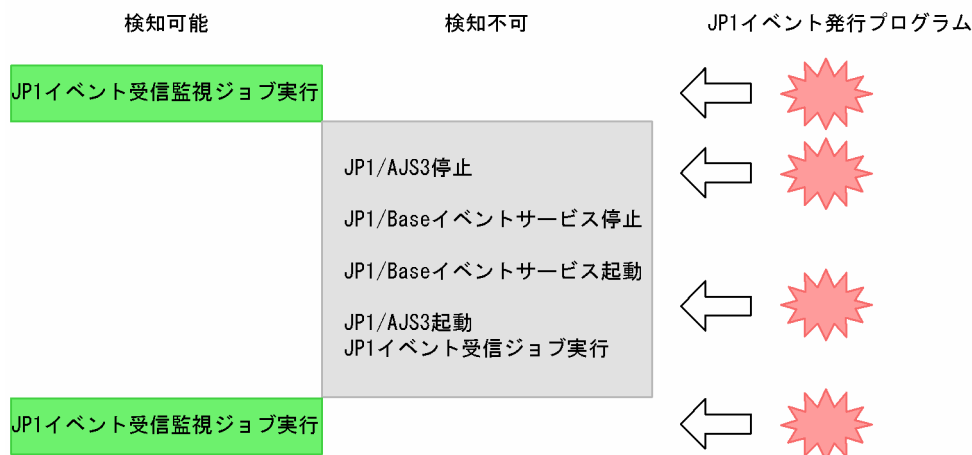 検知可能
検知不可
JP1イベント発行プログラム
JP1イベント受信監視ジョブ実行
JP1/AJS3停止
JP1/Baseイベントサービス停止
JP1/Baseイベントサービス起動
JP1/AJS3起動
JP1イベント受信ジョブ実行
JP1イベント受信監視ジョブ実行